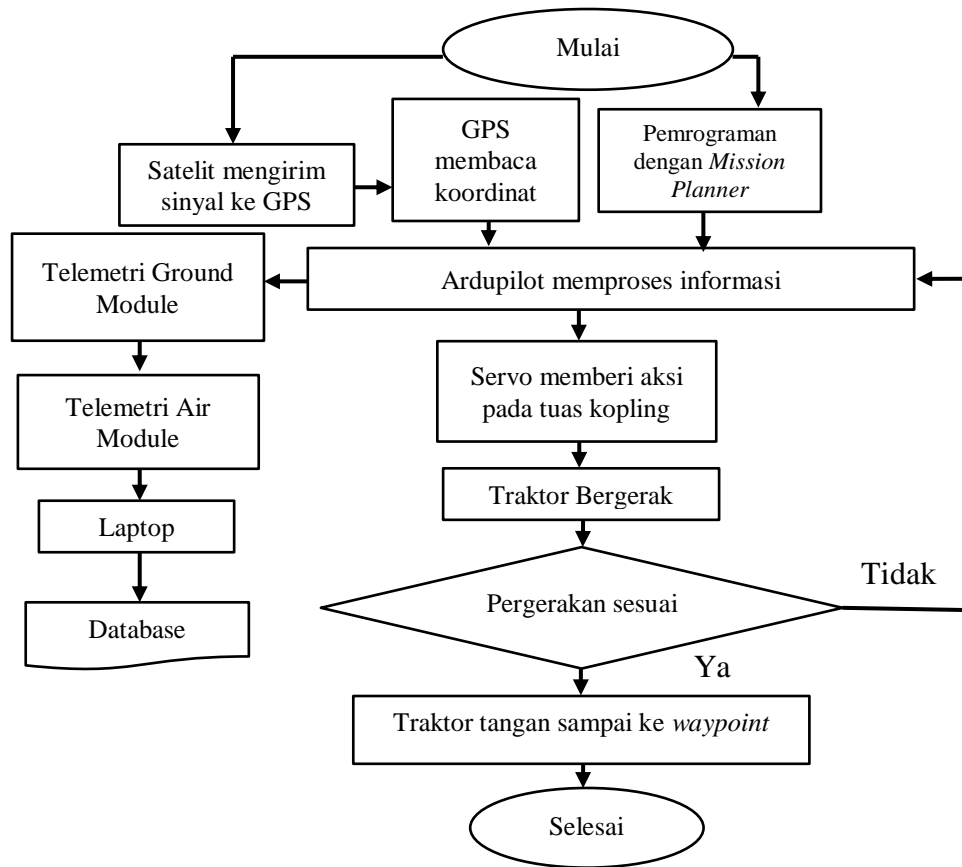 Mulai
Satelit mengirim
sinyal ke GPS
GPS
membaca
koordinat
Pemrograman
dengan Mission
Planner
Ardupilot memproses informasi
Telemetri Ground
Module
Telemetri Air
Module
Laptop
Database
Servo memberi aksi
pada tuas kopling
Traktor Bergerak
Pergerakan sesuai
Tidak
Ya
Traktor tangan sampai ke waypoint
Selesai